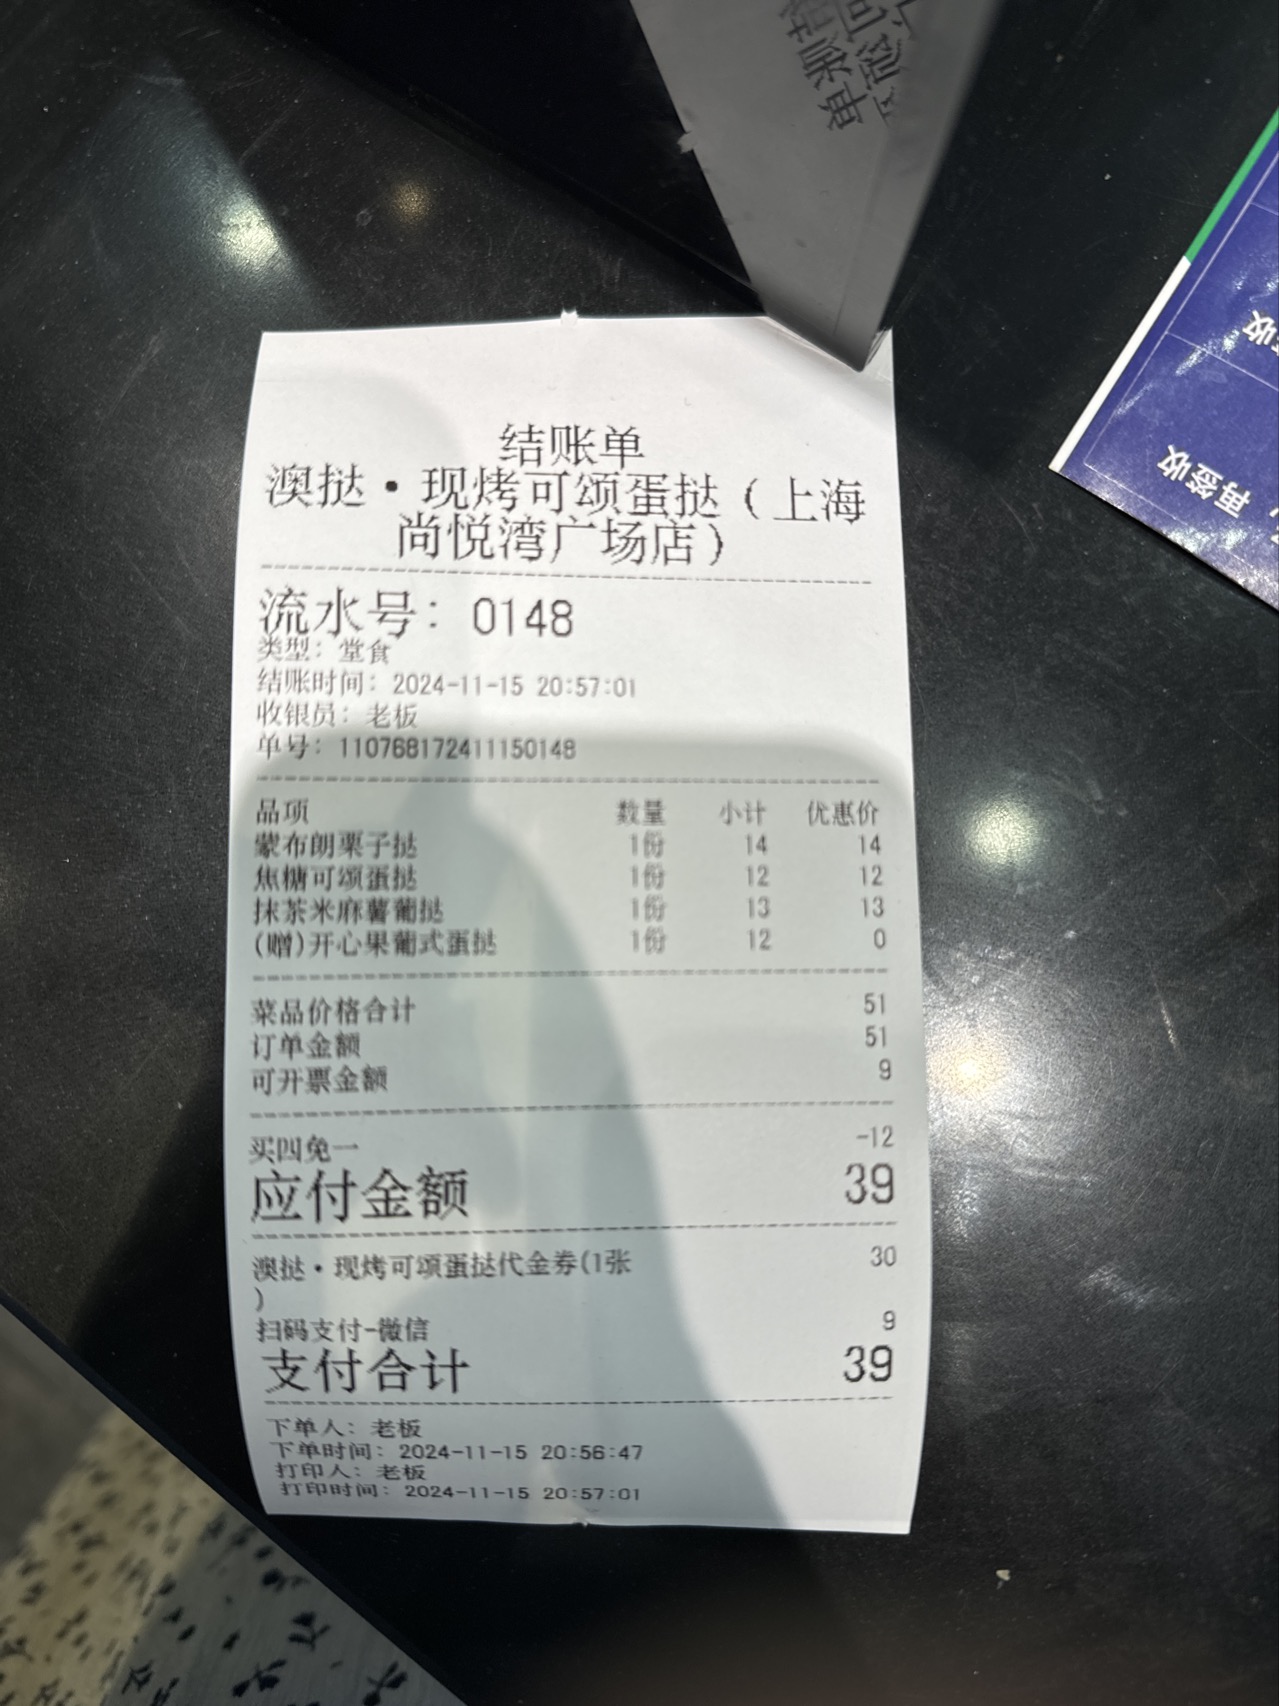 结账单
澳挞·现烤可颂蛋挞(上海
尚悦湾广场店)
流水号: 0148
类型: 堂食
结账时间: 2024-11-15 20:57:01
收银员: 老板
单号: 110768172411150148
品项 数量 小计 优惠价
蒙布朗栗子挞 1份 14 14
焦糖可颂蛋挞 1份 12 12
抹茶米麻薯葡挞 1份 13 13
(赠)开心果葡式蛋挞 1份 12 0
菜品价格合计 51
订单金额 51
可开票金额 9
买四免一 -12
应付金额 39
澳挞·现烤可颂蛋挞代金券(1张 30
)
扫码支付-微信 9
支付合计 39
下单人: 老板
下单时间: 2024-11-15 20:56:47
打印人: 老板
打印时间: 2024-11-15 20:57:01
再签收